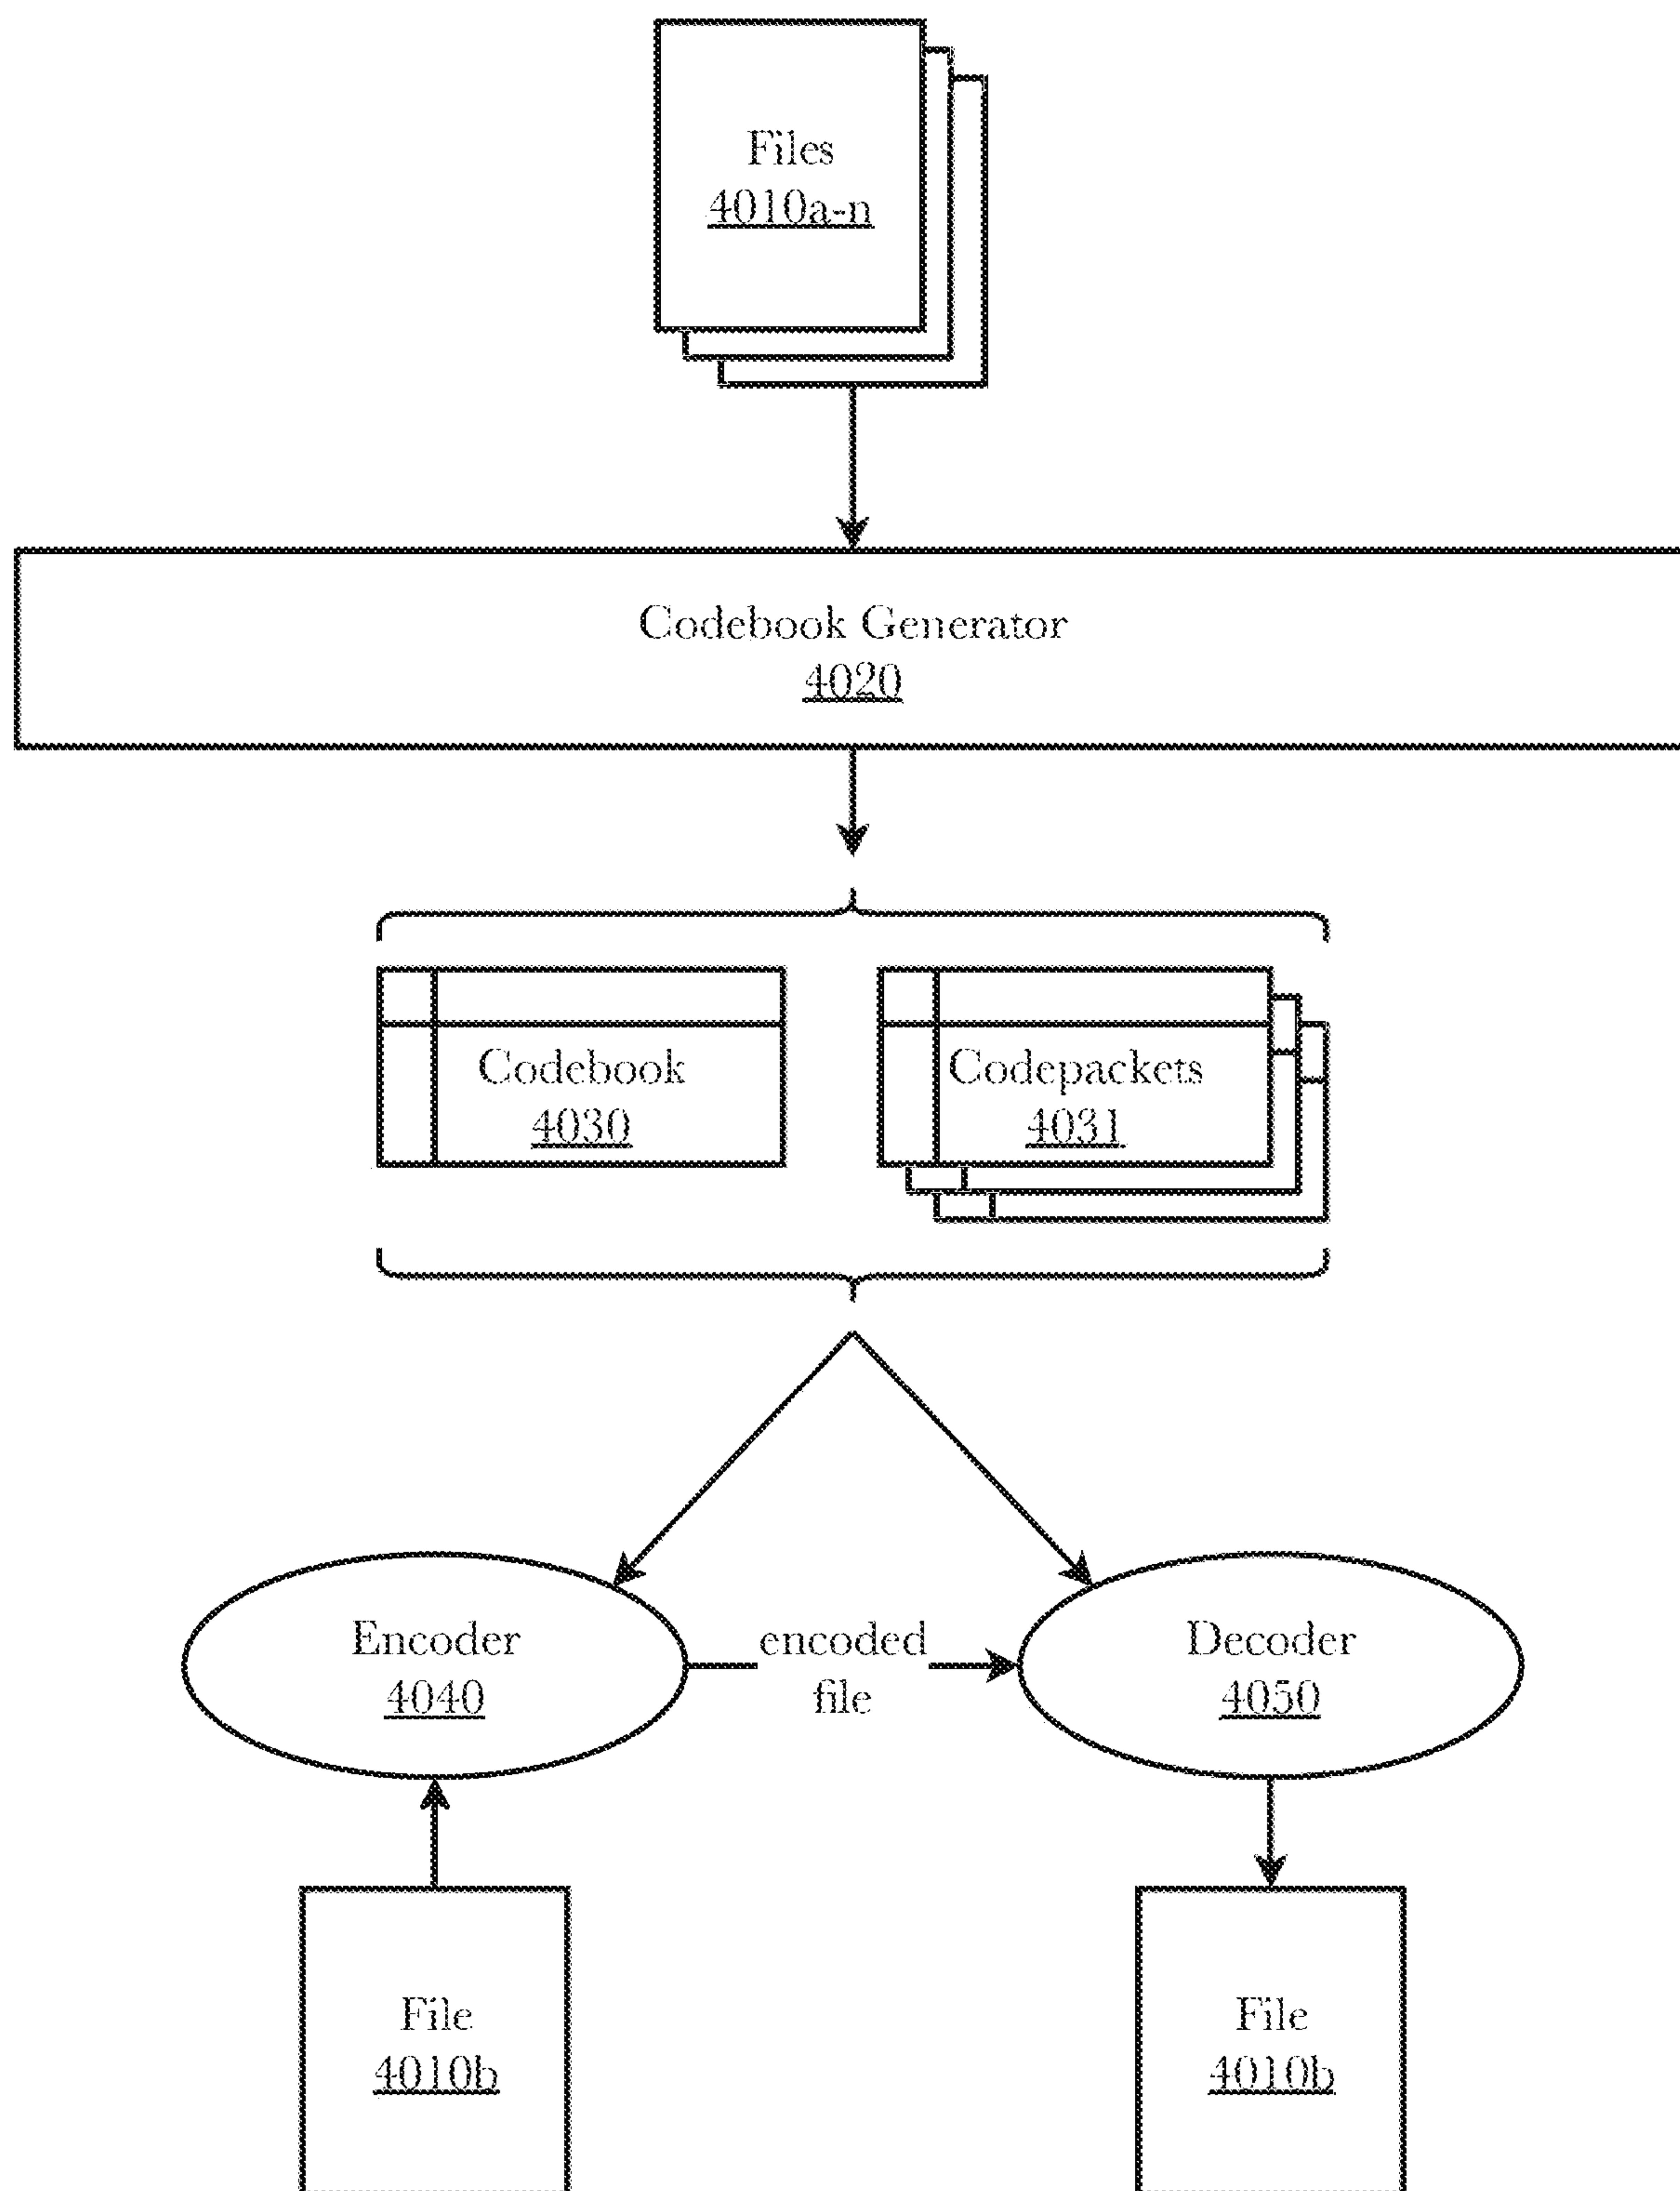 Files
4010a-n
Codebook Generator
4020
Codebook
4030
Codepackets
4031
Encoder
4040
encoded
file
Decoder
4050
File
4010b
File
4010b